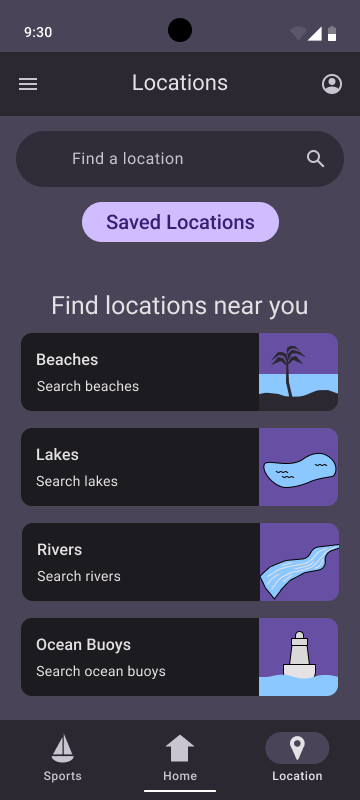 9:30
Locations
Find a location
Saved Locations
Find locations near you
Beaches
Search beaches
Lakes
Search lakes
Rivers
Search rivers
Ocean Buoys
Search ocean buoys
Sports
Home
Location